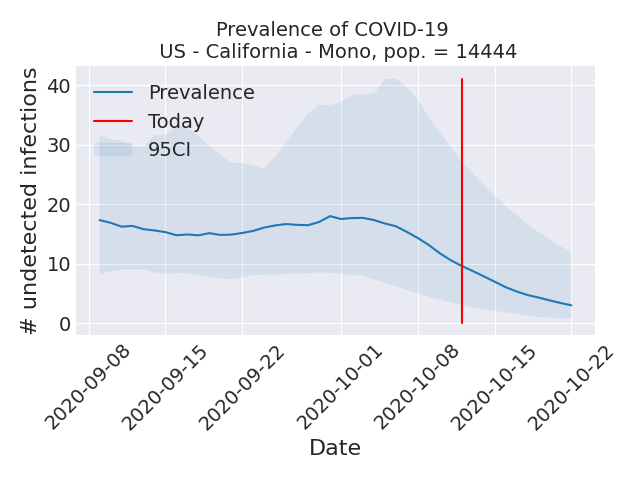 Prevalence of COVID-19
US - California - Mono, pop. = 14444
# undetected infections
40
30
20
10
0
Prevalence
Today
95CI
2020-09-08
2020-09-15
2020-09-22
2020-10-01
2020-10-08
2020-10-15
2020-10-22
Date